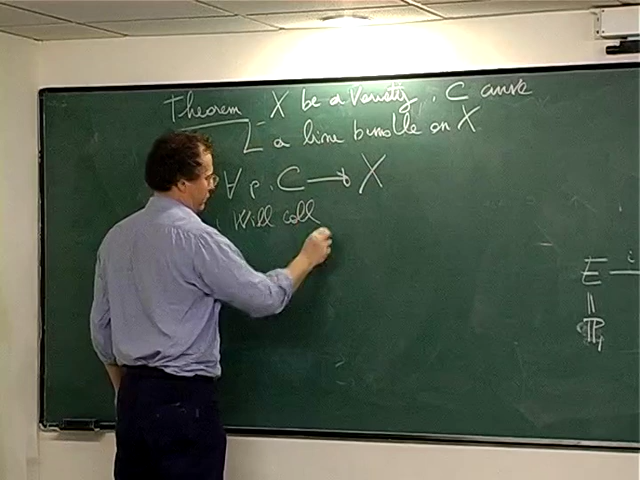 Theorem X be a Variety, C curve
L a line bundle on X
∀ p. C → X
Will call
E i
=
P1